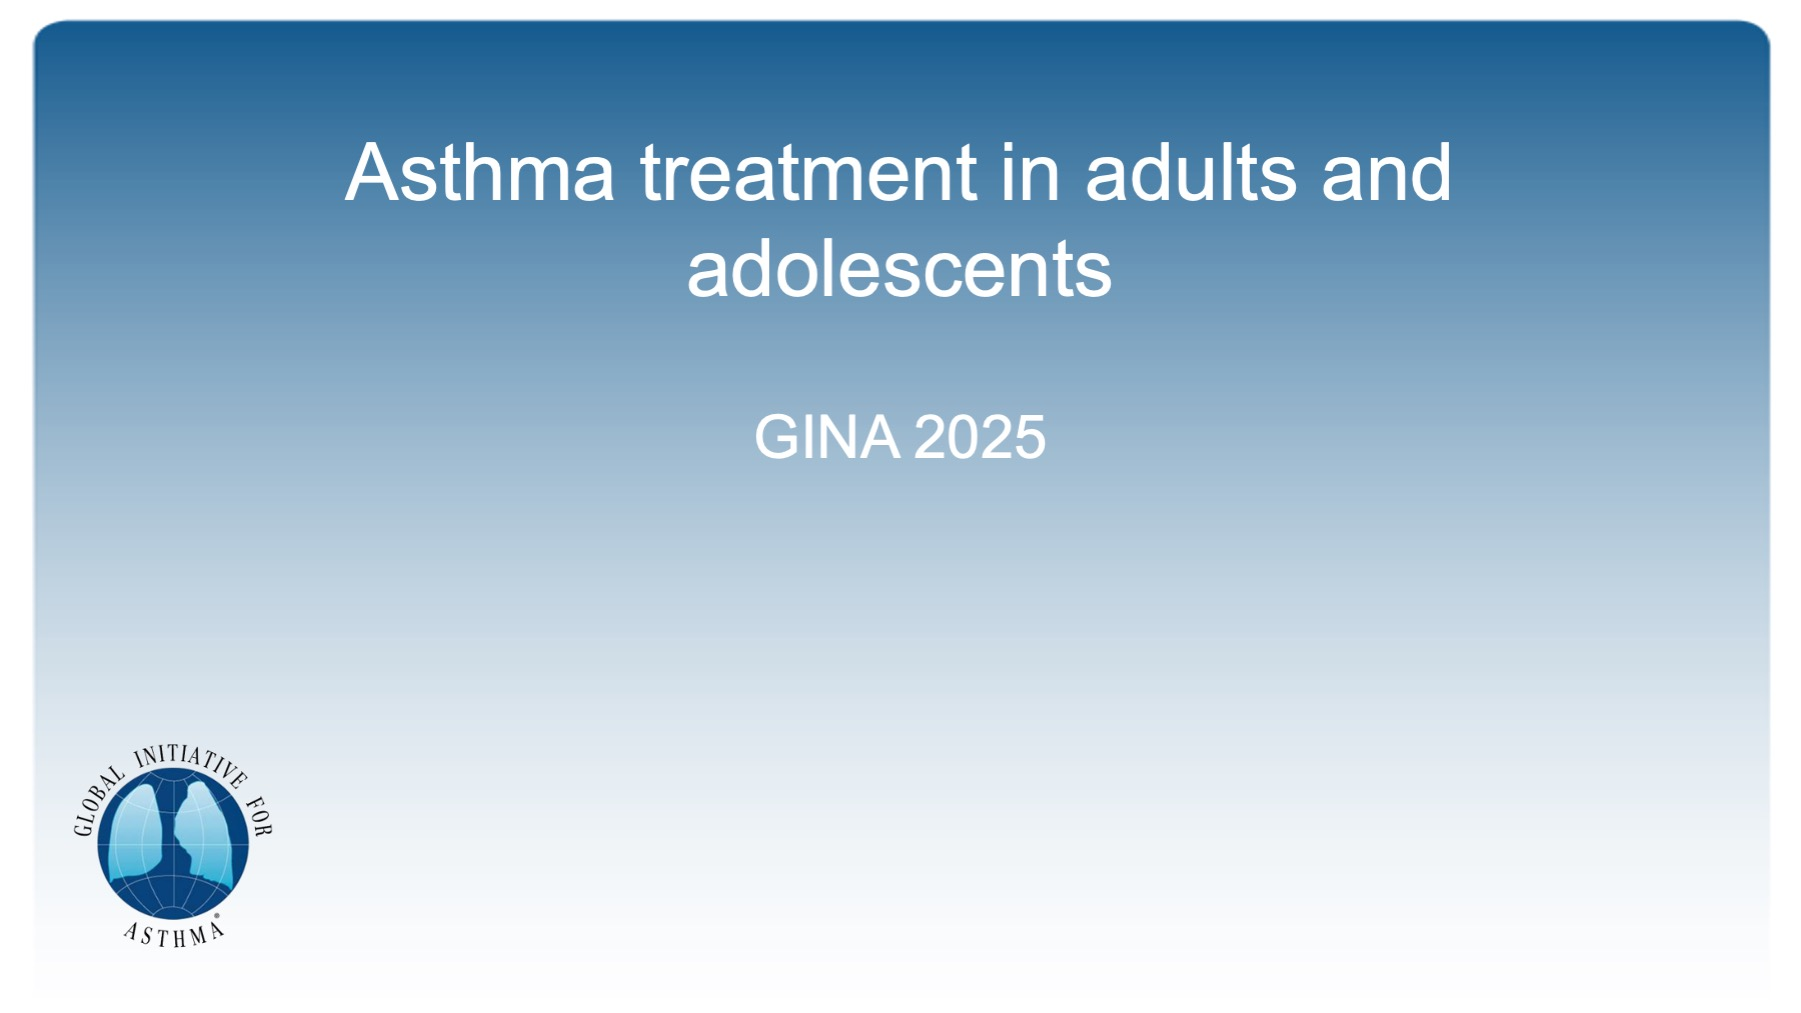 Asthma treatment in adults and
adolescents
GINA 2025
GLOBAL INITIATIVE FOR
ASTHMA